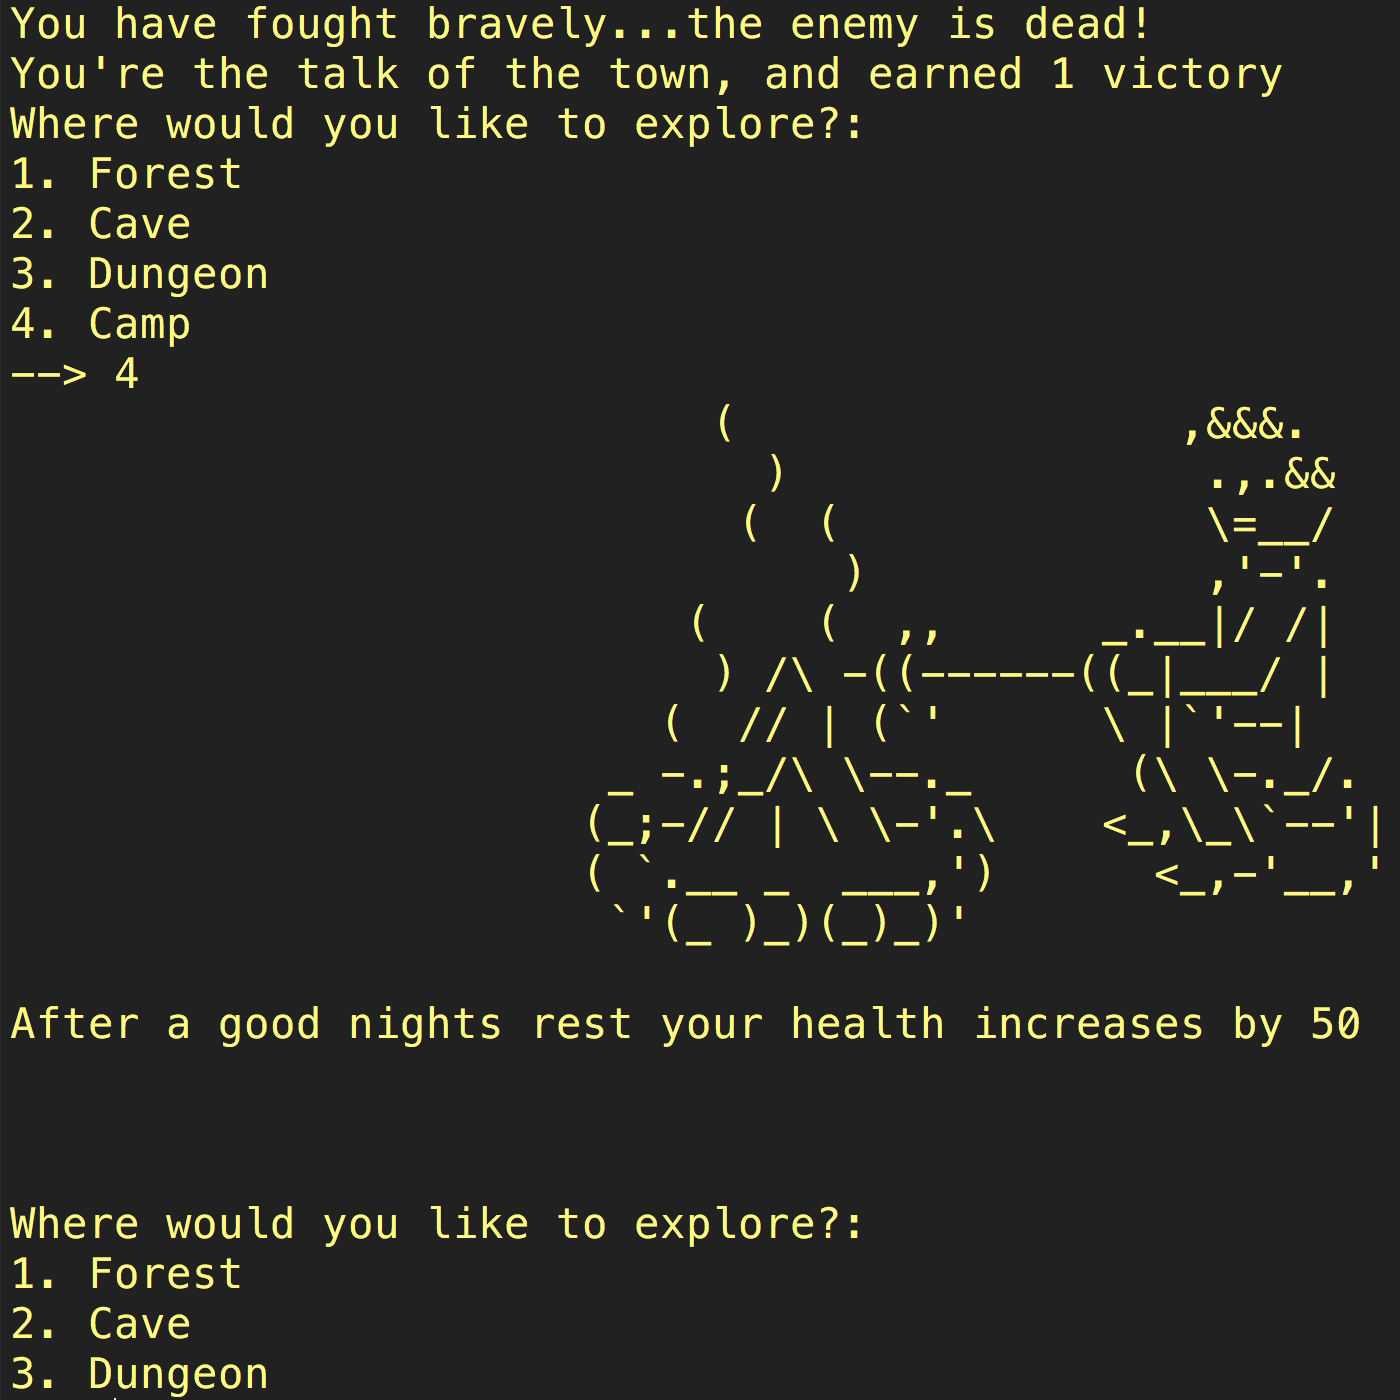 You have fought bravely...the enemy is dead!
You're the talk of the town, and earned 1 victory
Where would you like to explore?:
1. Forest
2. Cave
3. Dungeon
4. Camp
--> 4
After a good nights rest your health increases by 50
Where would you like to explore?:
1. Forest
2. Cave
3. Dungeon